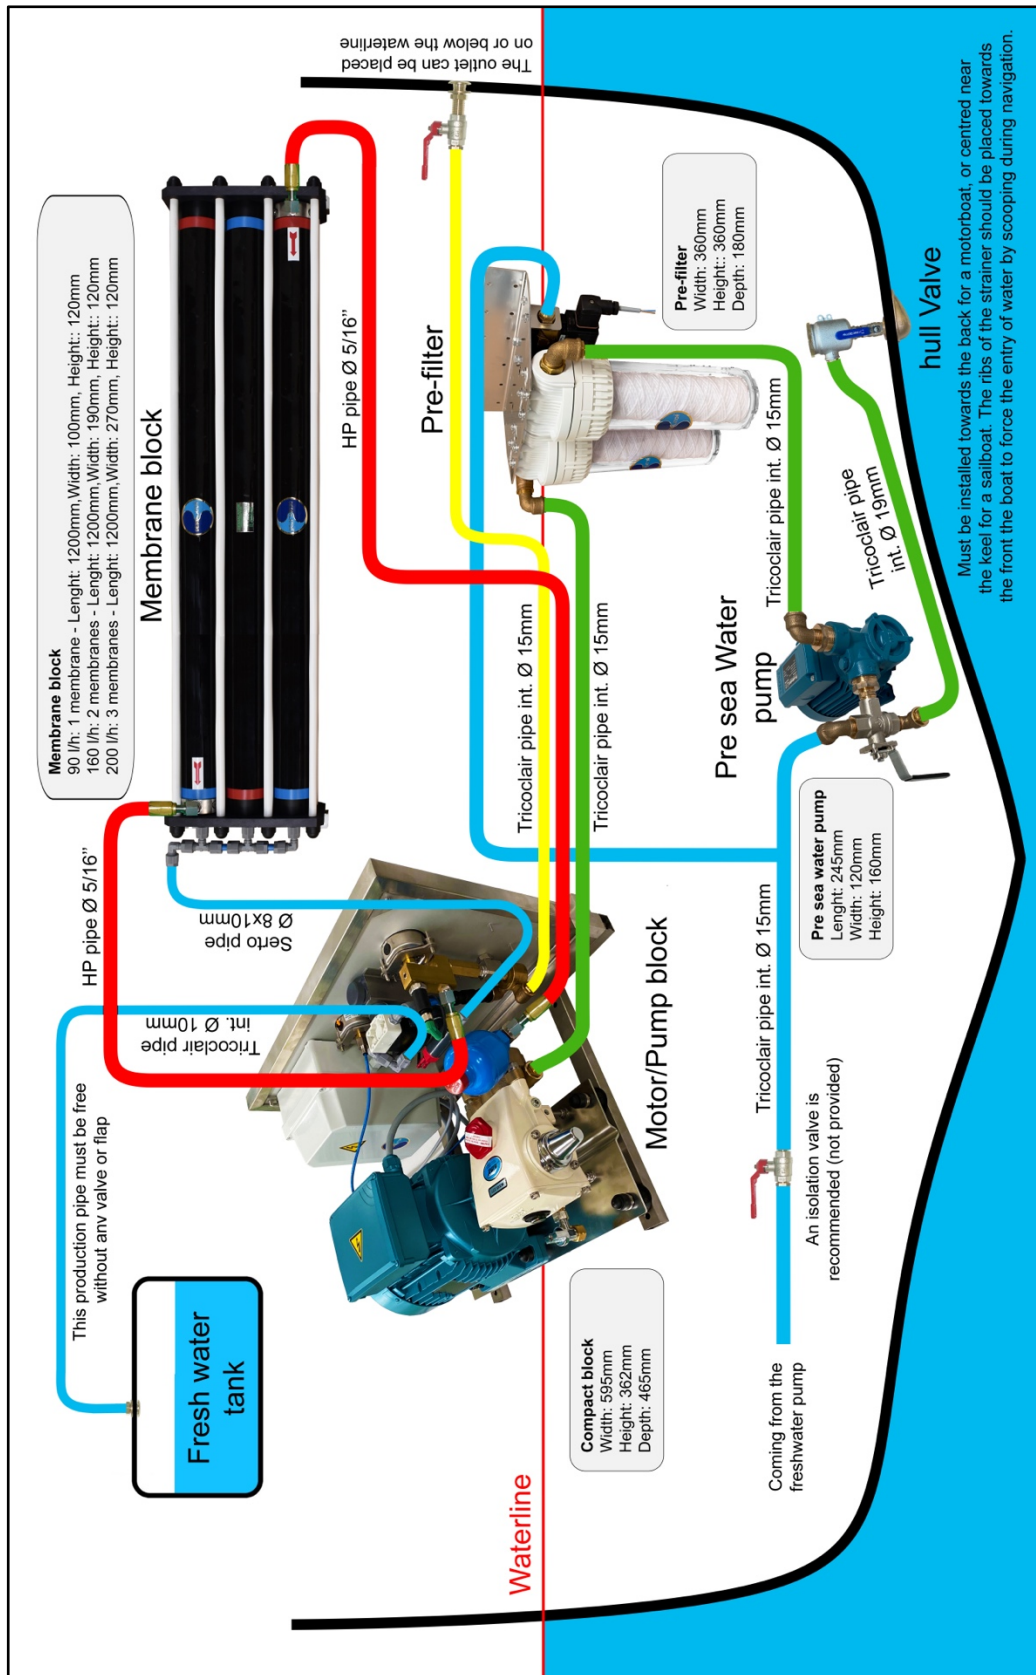 Membrane block
90 l/h: 1 membrane - Lenght: 1200mm,Width: 100mm, Height:: 120mm
160 l/h: 2 membranes - Lenght: 1200mm,Width: 190mm, Height:: 120mm
200 l/h: 3 membranes - Lenght: 1200mm,Width: 270mm, Height:: 120mm
Membrane block
This production pipe must be free
without any valve or flap
Fresh water
tank
HP pipe Ø 5/16”
Tricoclair pipe
int. Ø 10mm
Serto pipe
Ø 8x10mm
HP pipe Ø 5/16”
The outlet can be placed
on or below the waterline
Pre-filter
Waterline
Motor/Pump block
Tricoclair pipe int. Ø 15mm
Tricoclair pipe int. Ø 15mm
Compact block
Width: 595mm
Height: 362mm
Depth: 465mm
Pre-filter
Width: 360mm
Height:: 360mm
Depth: 180mm
Pre sea Water
pump
Tricoclair pipe int. Ø 15mm
Tricoclair pipe
int. Ø 19mm
Tricoclair pipe int. Ø 15mm
Coming from the
freshwater pump
An isolation valve is
recommended (not provided)
Pre sea water pump
Lenght: 245mm
Width: 120mm
Height: 160mm
hull Valve
Must be installed towards the back for a motorboat, or centred near
the keel for a sailboat. The ribs of the strainer should be placed towards
the front the boat to force the entry of water by scooping during navigation.